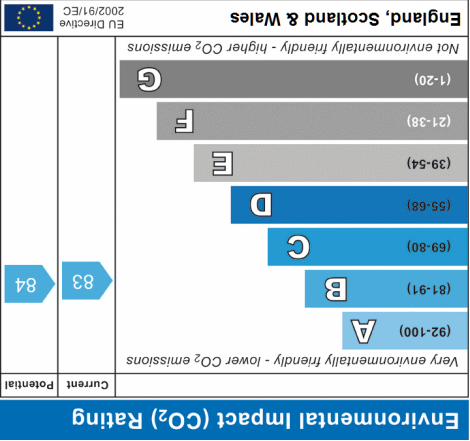 Environmental Impact (CO₂) Rating
Current Potential
Very environmentally friendly - lower CO₂ emissions
(92-100) A
(81-91) B
83 84
(69-80) C
(55-68) D
(39-54) E
(21-38) F
(1-20) G
Not environmentally friendly - higher CO₂ emissions
England, Scotland & Wales
EU Directive
2002/91/EC